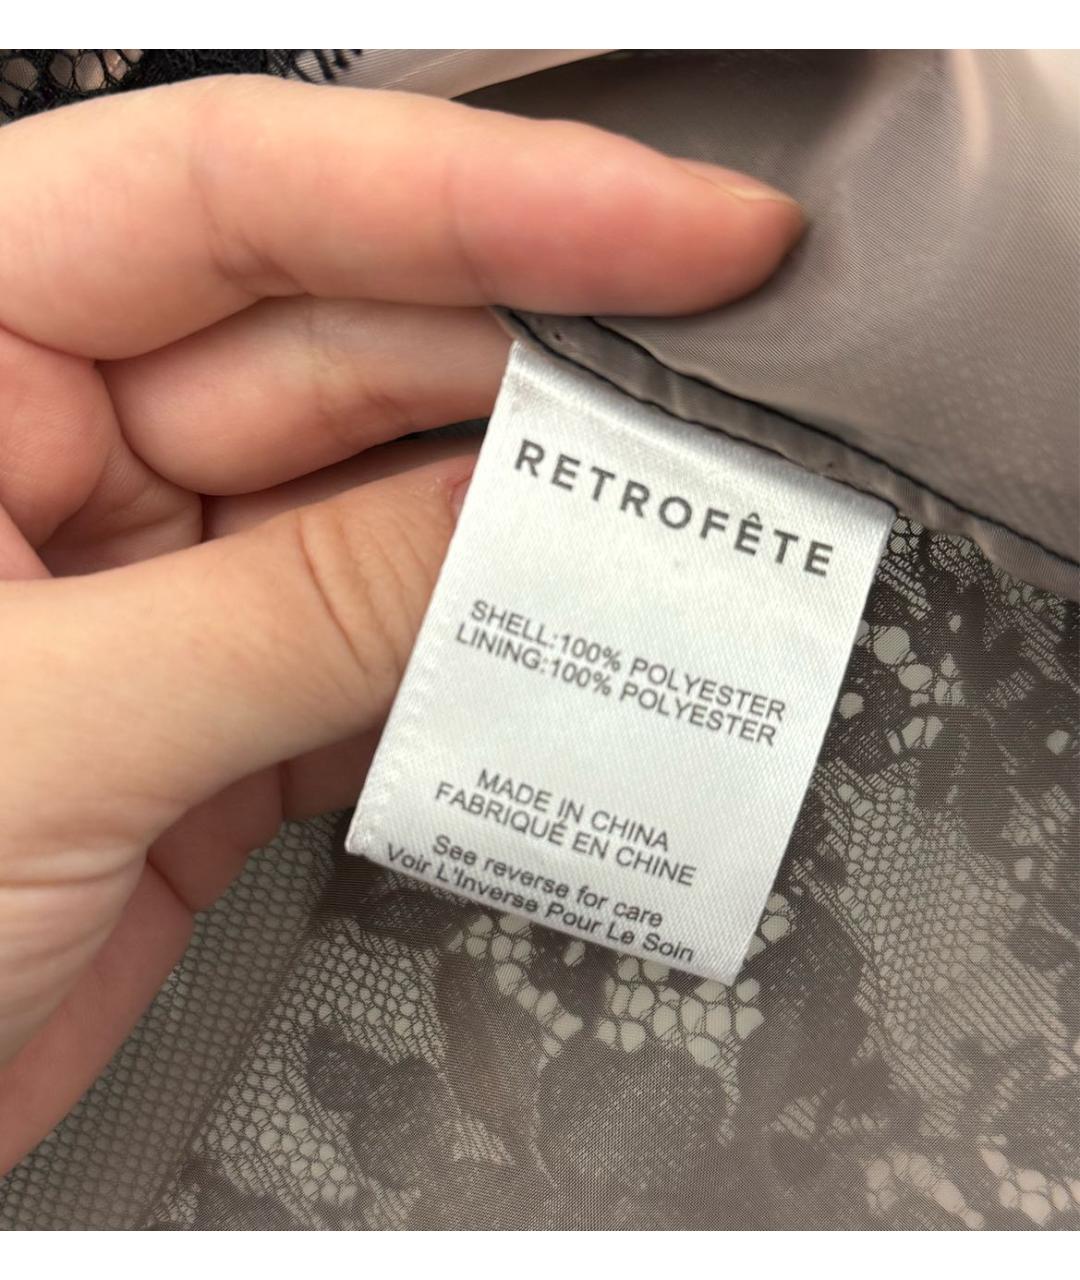 RETROFÊTE
SHELL:100% POLYESTER
LINING:100% POLYESTER
MADE IN CHINA
FABRIQUÉ EN CHINE
See reverse for care
Voir L'Inverse Pour Le Soin